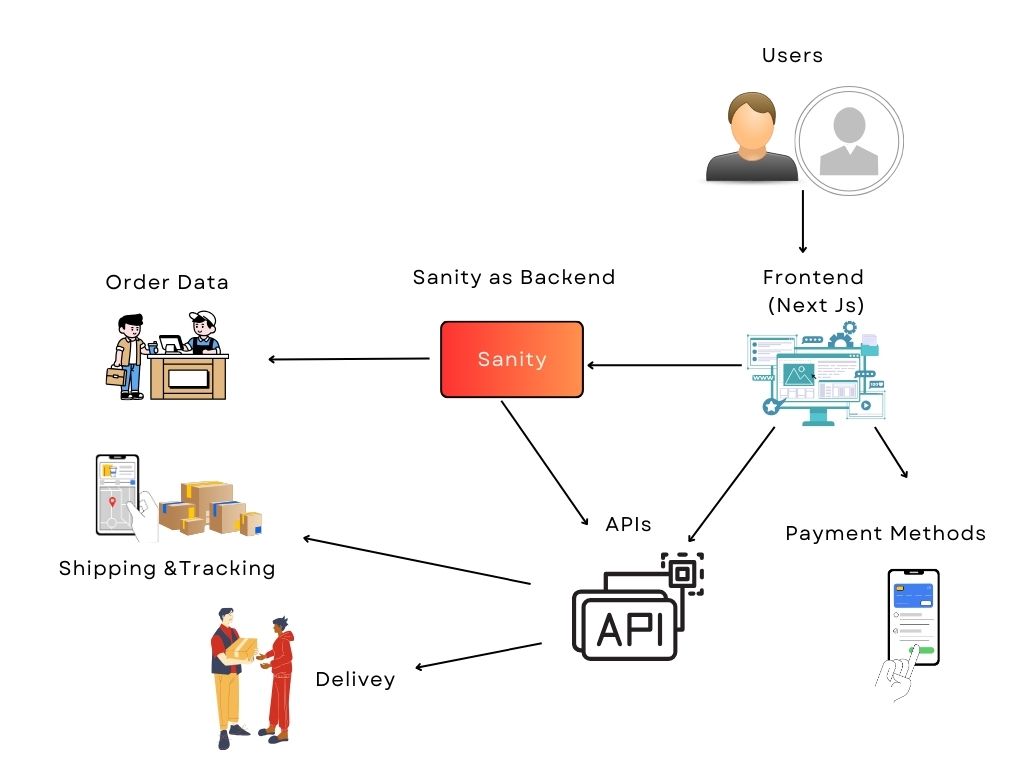 Users
Order Data
Sanity as Backend
Frontend
(Next Js)
Sanity
APIs
Payment Methods
Shipping &Tracking
API
Delivey